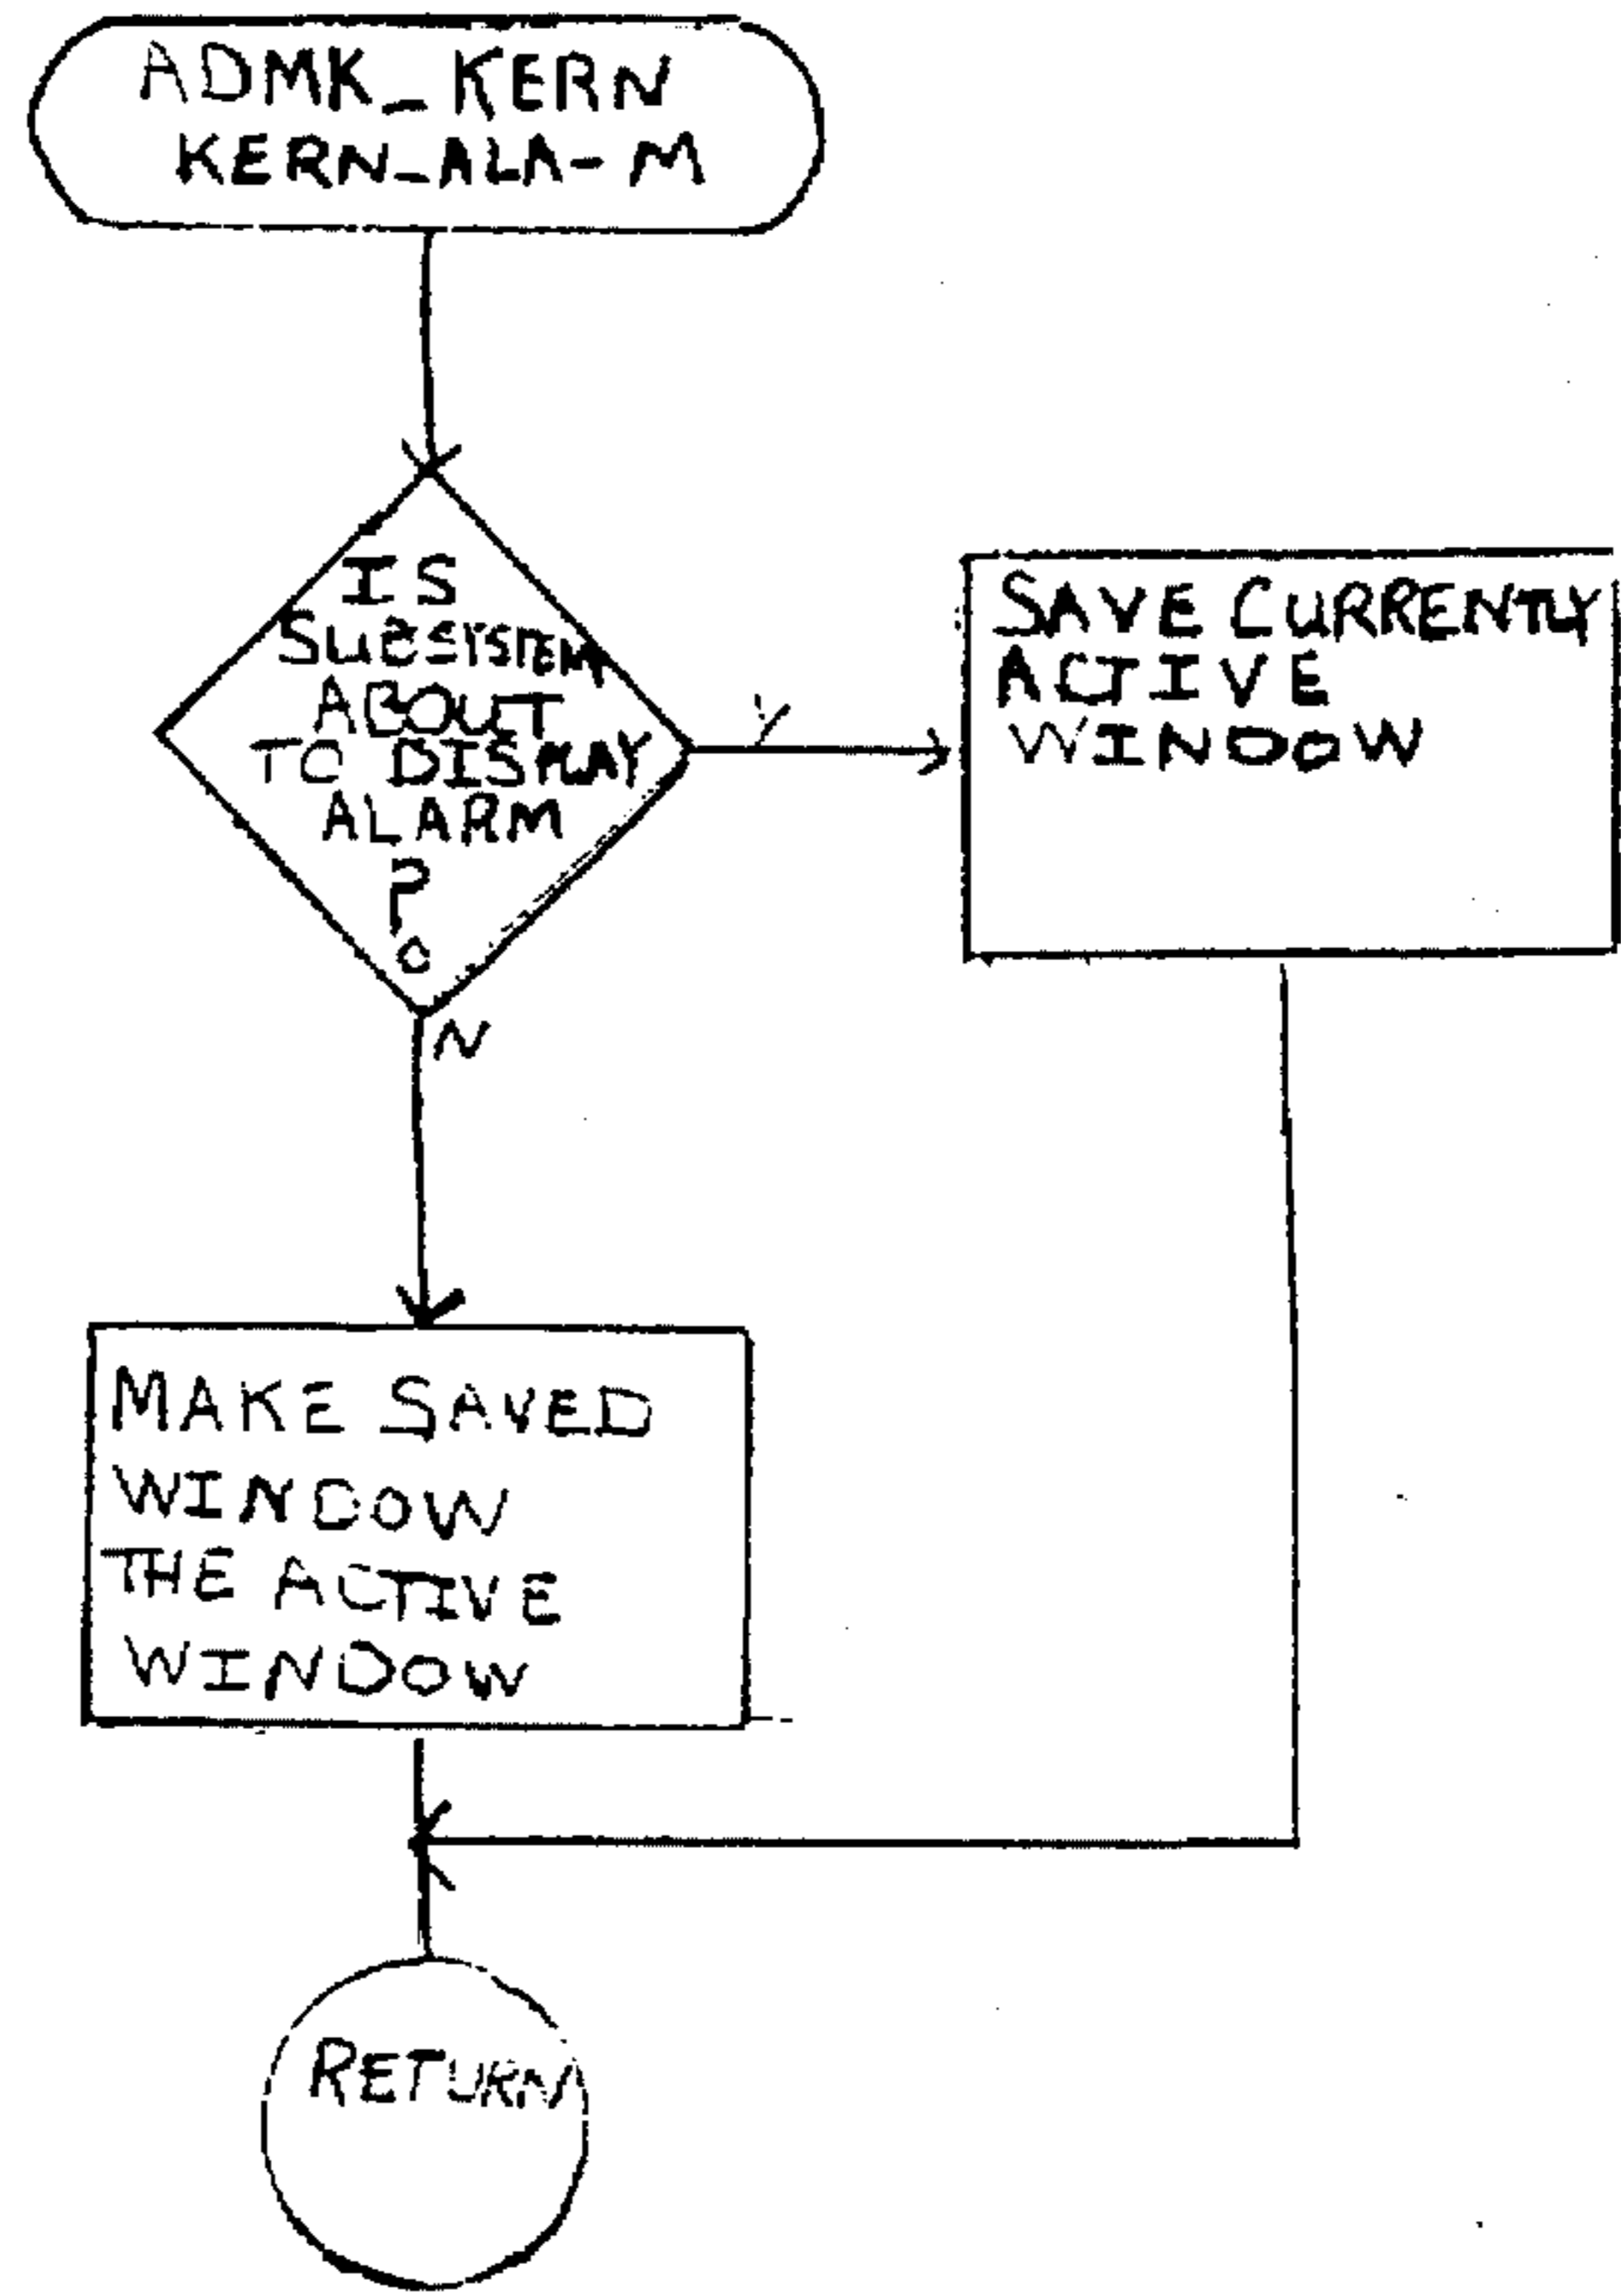 ADMK_KERN
KERN_ALA-M
IS
SUBSYSTEM
ABOUT
TO DISPLAY
ALARM
?
Y
SAVE CURRENTLY
ACTIVE
WINDOW
N
MAKE SAVED
WINDOW
THE ACTIVE
WINDOW
RETURN